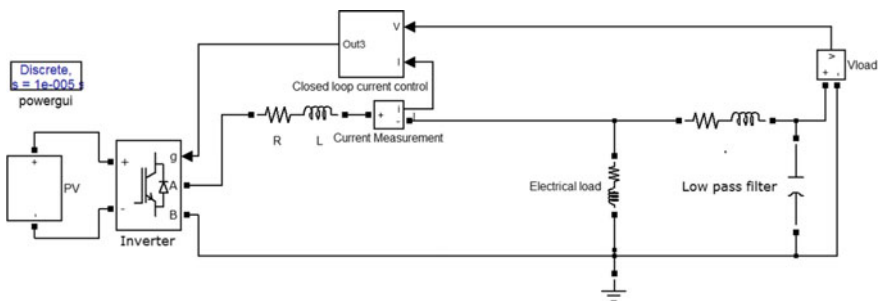 Out3
V
I
Closed loop current control
V
+
-
Vload
Discrete,
s = 1e-005 s
powergui
R
L
+
i
-
Current Measurement
+
-
PV
+
-
g
A
B
Inverter
Electrical load
Low pass filter